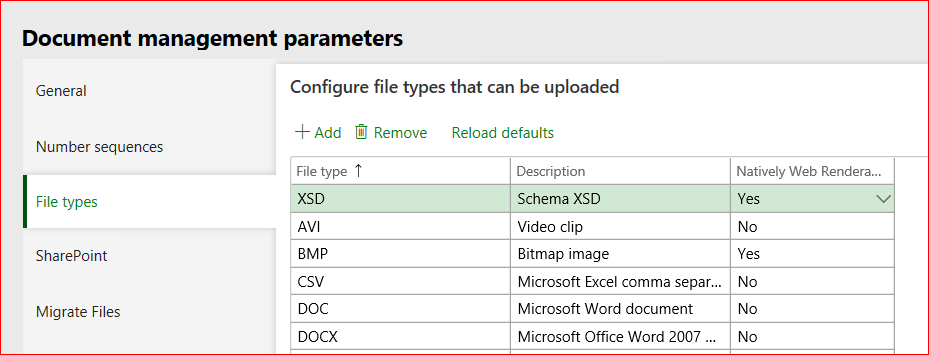 Document management parameters
General
Number sequences
File types
SharePoint
Migrate Files
Configure file types that can be uploaded
Add Remove Reload defaults
File type Description Natively Web Rendera...
XSD Schema XSD Yes
AVI Video clip No
BMP Bitmap image Yes
CSV Microsoft Excel comma separ... No
DOC Microsoft Word document No
DOCX Microsoft Office Word 2007 ... No